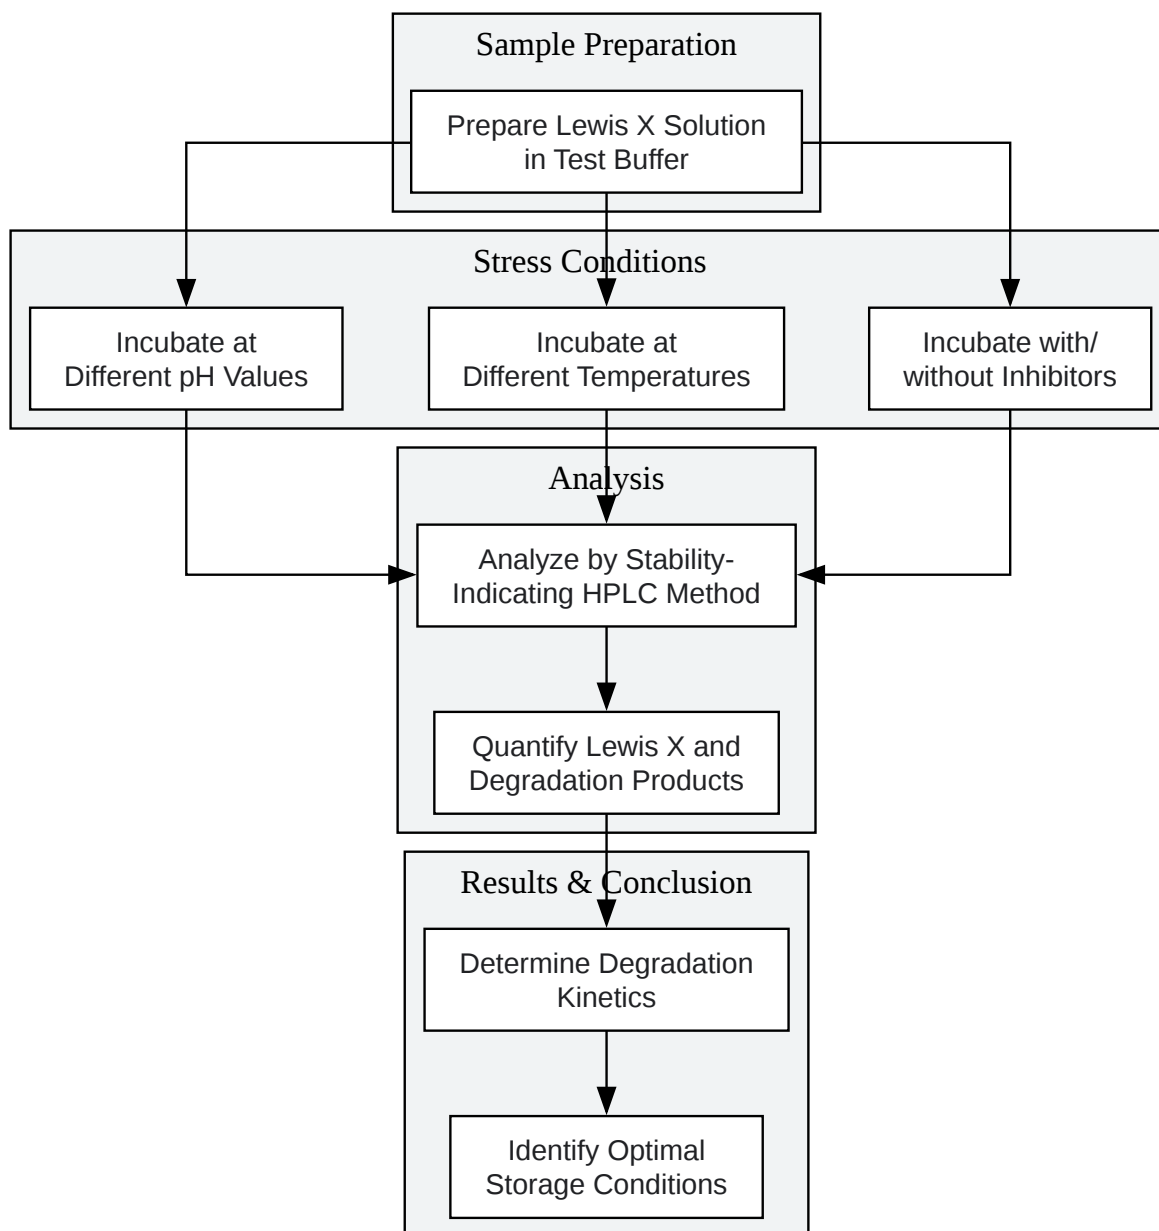 Sample Preparation
Prepare Lewis X Solution
in Test Buffer
Stress Conditions
Incubate at
Different pH Values
Incubate at
Different Temperatures
Incubate with/
without Inhibitors
Analysis
Analyze by Stability-
Indicating HPLC Method
Quantify Lewis X and
Degradation Products
Results & Conclusion
Determine Degradation
Kinetics
Identify Optimal
Storage Conditions